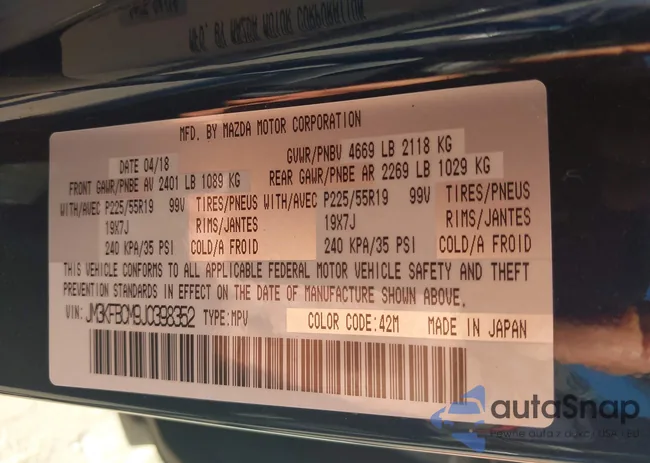 MFD. BY MAZDA MOTOR CORPORATION
DATE 04/18 GVWR/PNBV 4669 LB 2118 KG
FRONT GAWR/PNBE AV 2401 LB 1089 KG REAR GAWR/PNBE AR 2269 LB 1029 KG
WITH/AVEC P225/55R19 99V TIRES/PNEUS WITH/AVEC P225/55R19 99V TIRES/PNEUS
19X7J RIMS/JANTES 19X7J RIMS/JANTES
240 KPA/35 PSI COLD/A FROID 240 KPA/35 PSI COLD/A FROID
THIS VEHICLE CONFORMS TO ALL APPLICABLE FEDERAL MOTOR VEHICLE SAFETY AND THEFT
PREVENTION STANDARDS IN EFFECT ON THE DATE OF MANUFACTURE SHOWN ABOVE.
VIN: JM3KFBCM9J0398352 TYPE: MPV COLOR CODE: 42M MADE IN JAPAN
autaSnap